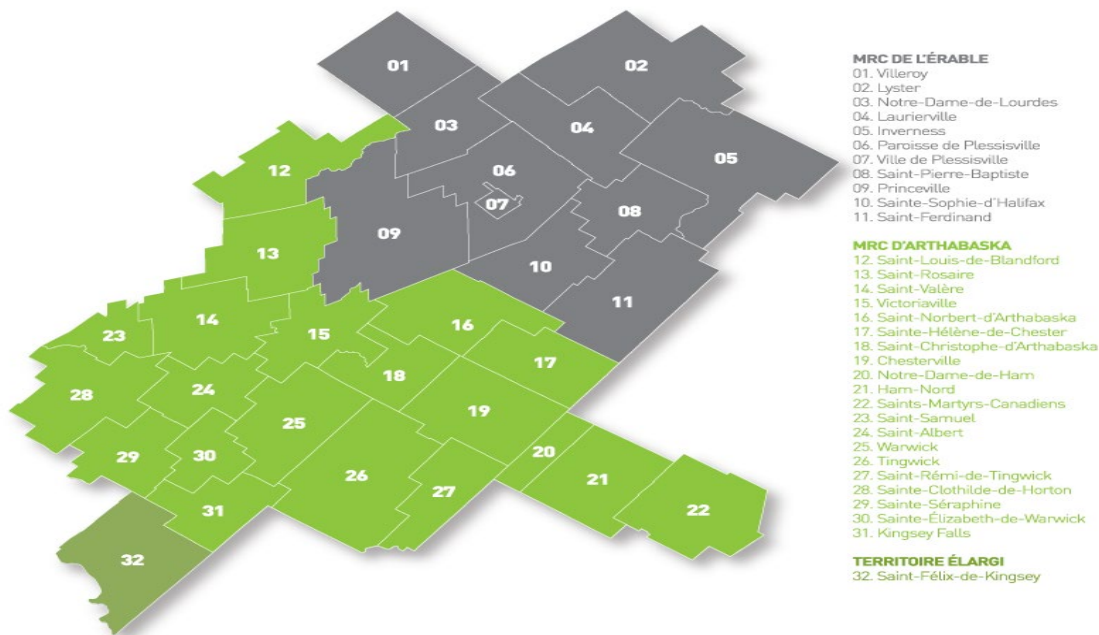 01
02
03
04
05
06
07
08
09
10
11
12
13
14
15
16
17
18
19
20
21
22
23
24
25
26
27
28
29
30
31
32
MRC DE L'ÉRABLE
01. Villeroy
02. Lyster
03. Notre-Dame-de-Lourdes
04. Laurierville
05. Inverness
06. Paroisse de Plessisville
07. Ville de Plessisville
08. Saint-Pierre-Baptiste
09. Princeville
10. Sainte-Sophie-d'Halifax
11. Saint-Ferdinand
MRC D'ARTHABASKA
12. Saint-Louis-de-Blandford
13. Saint-Rosaire
14. Saint-Valère
15. Victoriaville
16. Saint-Norbert-d'Arthabaska
17. Sainte-Hélène-de-Chester
18. Saint-Christophe-d'Arthabaska
19. Chesterville
20. Notre-Dame-de-Ham
21. Ham-Nord
22. Saints-Martyrs-Canadiens
23. Saint-Samuel
24. Saint-Albert
25. Warwick
26. Tingwick
27. Saint-Rémi-de-Tingwick
28. Sainte-Clothilde-de-Horton
29. Sainte-Séraphine
30. Sainte-Élizabeth-de-Warwick
31. Kingsey Falls
TERRITOIRE ÉLARGI
32. Saint-Félix-de-Kingsey